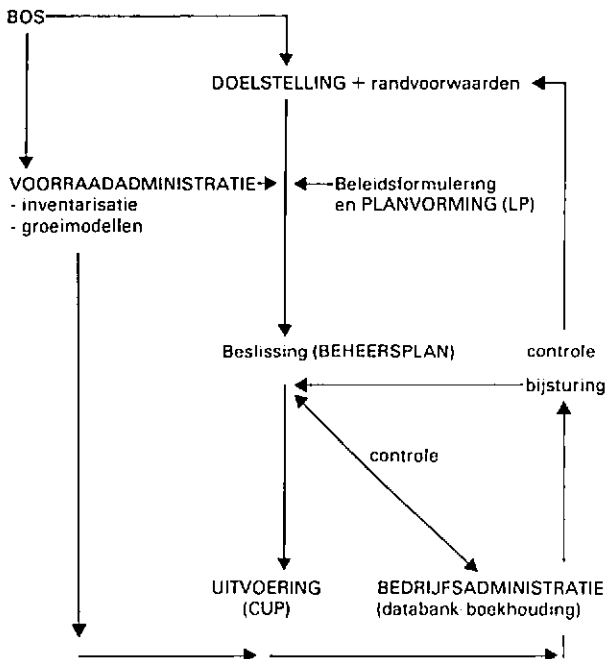 BOS
DOELSTELLING + randvoorwaarden
VOORRAADADMINISTRATIE
- inventarisatie
- groeimodellen
Beleidsformulering
en PLANVORMING (LP)
Beslissing (BEHEERSPLAN)
controle
bijsturing
controle
UITVOERING
(CUP)
BEDRIJFSADMINISTRATIE
(databank boekhouding)